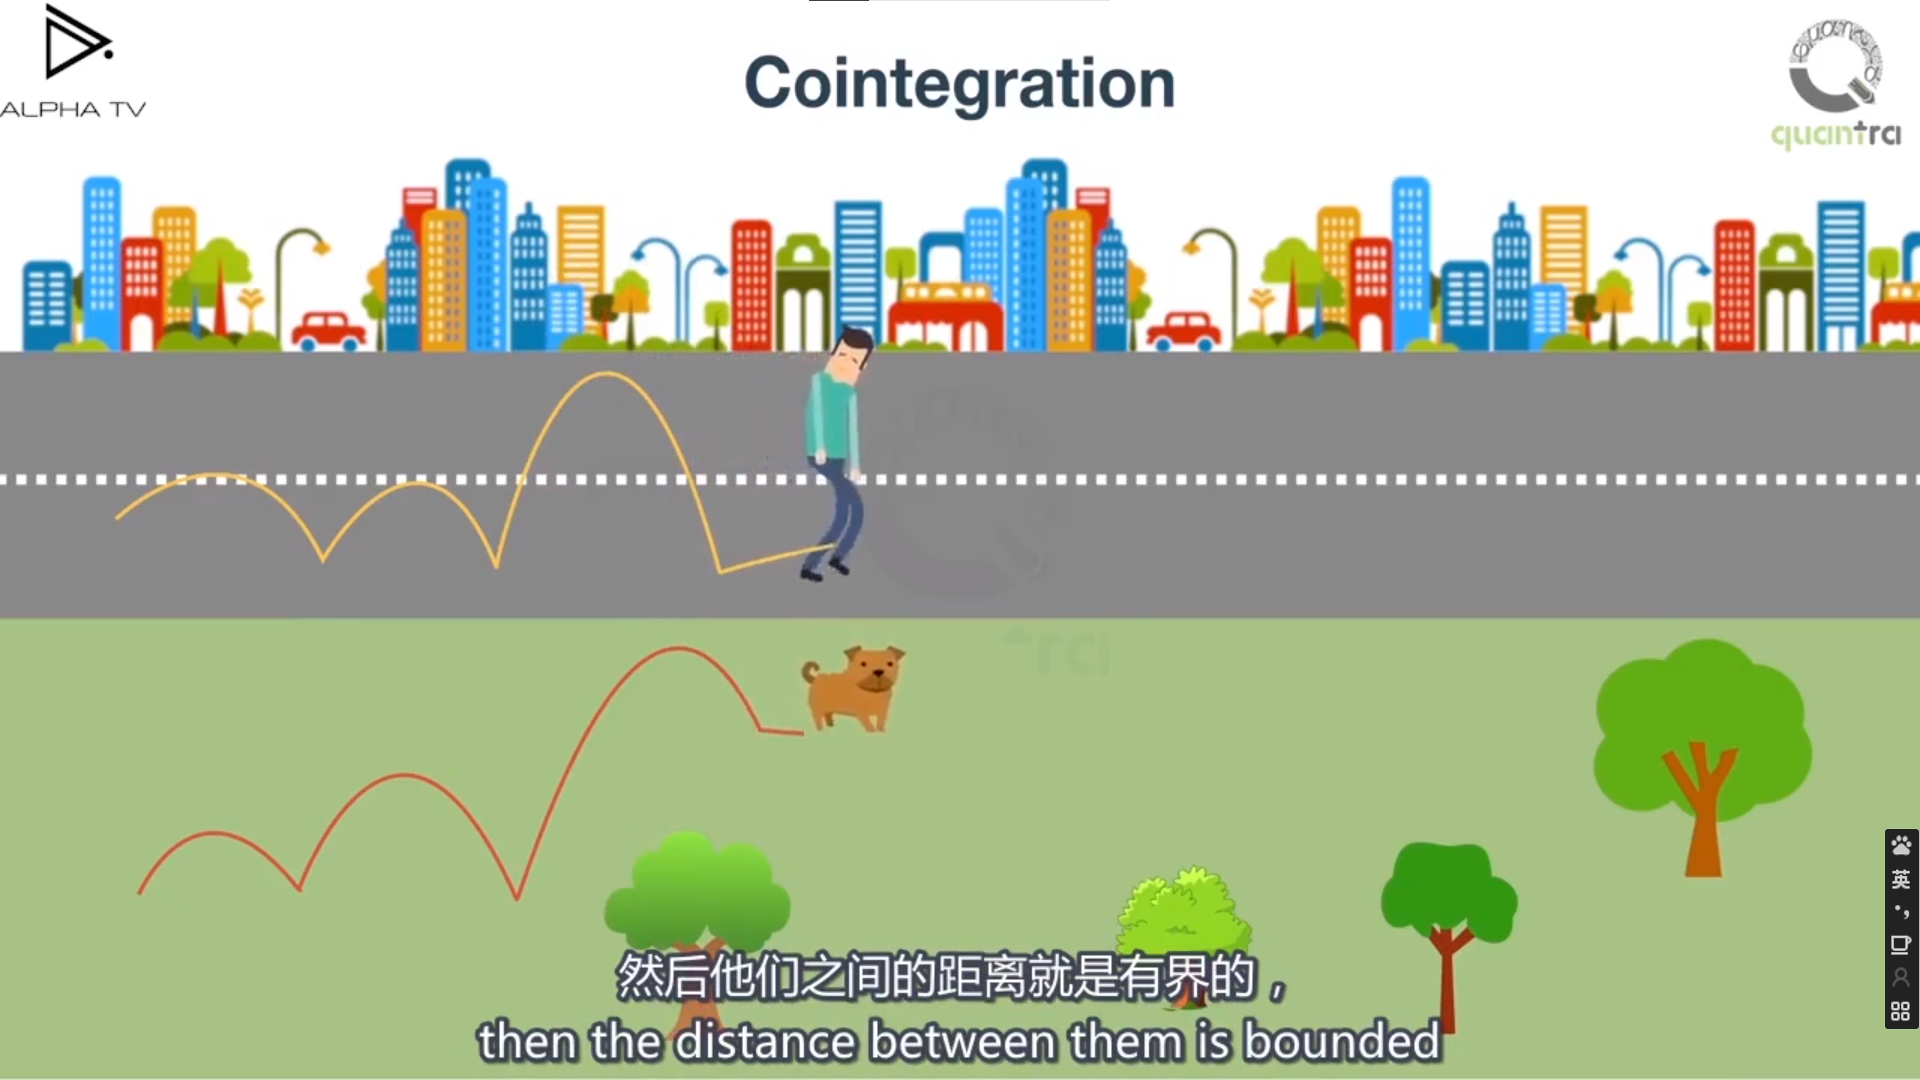 ALPHA TV
Cointegration
quantra
然后他们之间的距离就是有界的，
then the distance between them is bounded
英